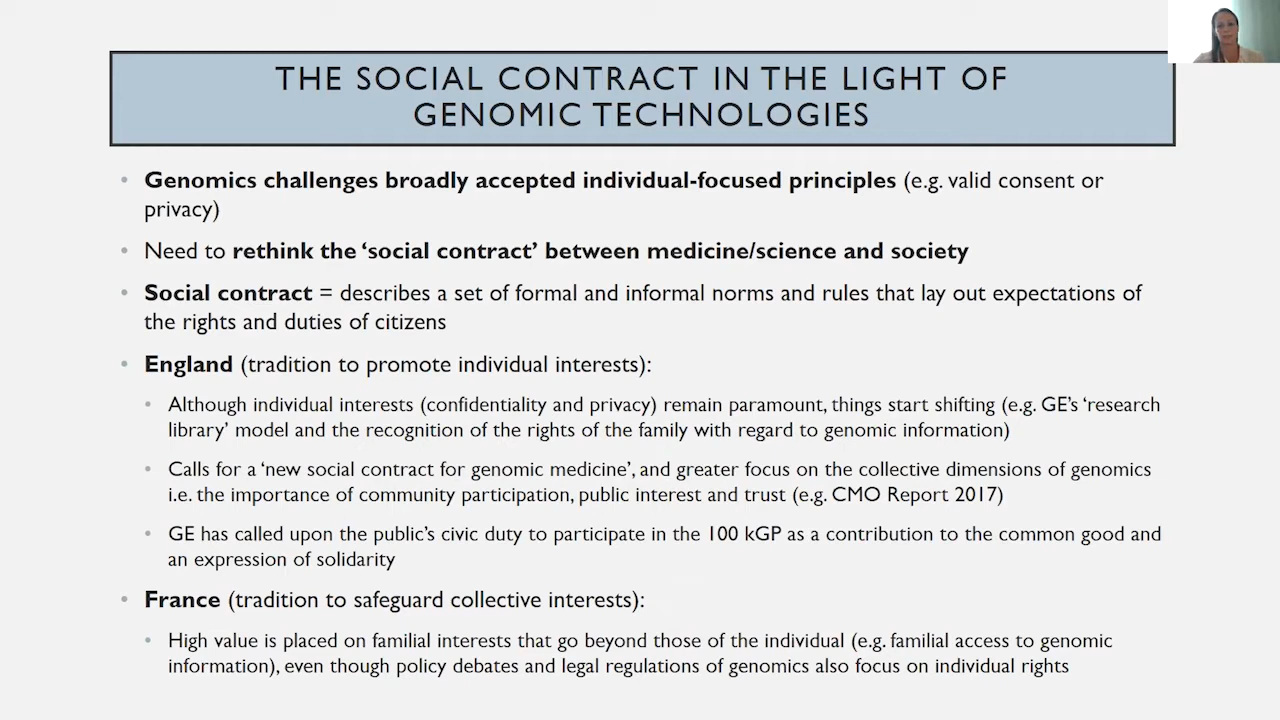 THE SOCIAL CONTRACT IN THE LIGHT OF
GENOMIC TECHNOLOGIES
• Genomics challenges broadly accepted individual-focused principles (e.g. valid consent or
privacy)
• Need to rethink the ‘social contract’ between medicine/science and society
• Social contract = describes a set of formal and informal norms and rules that lay out expectations of
the rights and duties of citizens
• England (tradition to promote individual interests):
• Although individual interests (confidentiality and privacy) remain paramount, things start shifting (e.g. GE’s ‘research
library’ model and the recognition of the rights of the family with regard to genomic information)
• Calls for a ‘new social contract for genomic medicine’, and greater focus on the collective dimensions of genomics
i.e. the importance of community participation, public interest and trust (e.g. CMO Report 2017)
• GE has called upon the public’s civic duty to participate in the 100 kGP as a contribution to the common good and
an expression of solidarity
• France (tradition to safeguard collective interests):
• High value is placed on familial interests that go beyond those of the individual (e.g. familial access to genomic
information), even though policy debates and legal regulations of genomics also focus on individual rights